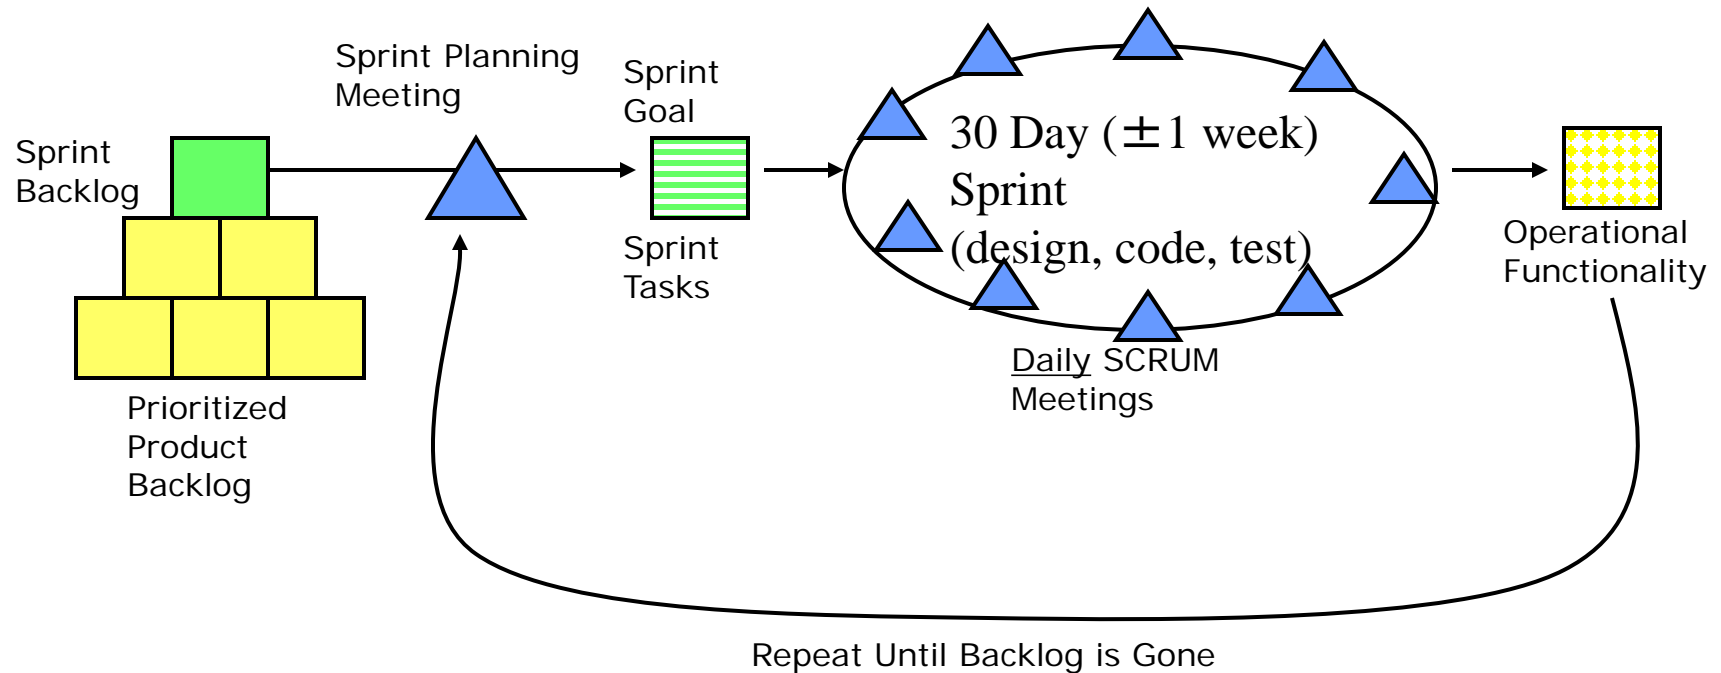 Sprint Planning
Meeting
Sprint
Goal
Sprint
Backlog
30 Day (±1 week)
Sprint
(design, code, test)
Sprint
Tasks
Operational
Functionality
Daily SCRUM
Meetings
Prioritized
Product
Backlog
Repeat Until Backlog is Gone